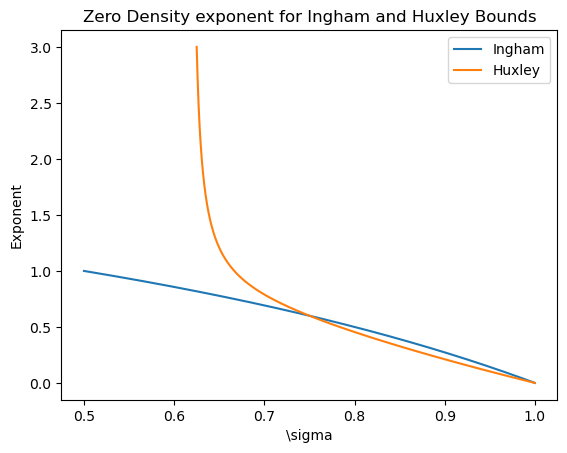 Zero Density exponent for Ingham and Huxley Bounds
Ingham
Huxley
Exponent
3.0
2.5
2.0
1.5
1.0
0.5
0.0
0.5
0.6
0.7
0.8
0.9
1.0
\sigma